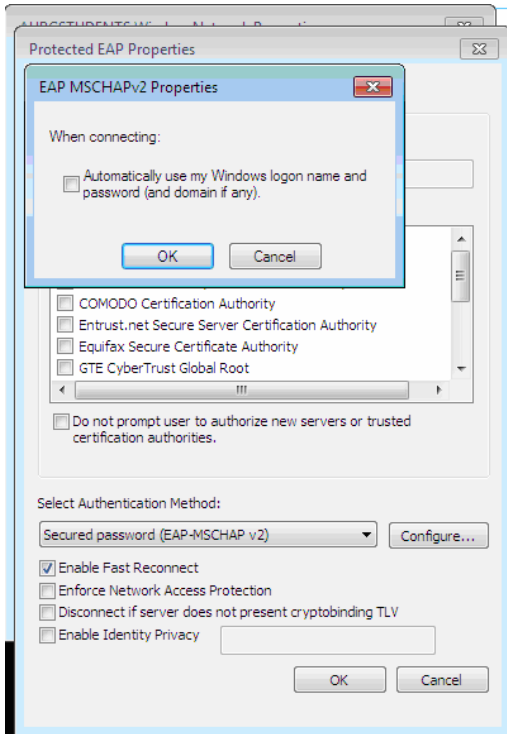 Protected EAP Properties
EAP MSCHAPv2 Properties
When connecting:
Automatically use my Windows logon name and
password (and domain if any).
OK
Cancel
COMODO Certification Authority
Entrust.net Secure Server Certification Authority
Equifax Secure Certificate Authority
GTE CyberTrust Global Root
Do not prompt user to authorize new servers or trusted
certification authorities.
Select Authentication Method:
Secured password (EAP-MSCHAP v2)
Configure...
Enable Fast Reconnect
Enforce Network Access Protection
Disconnect if server does not present cryptobinding TLV
Enable Identity Privacy
OK
Cancel